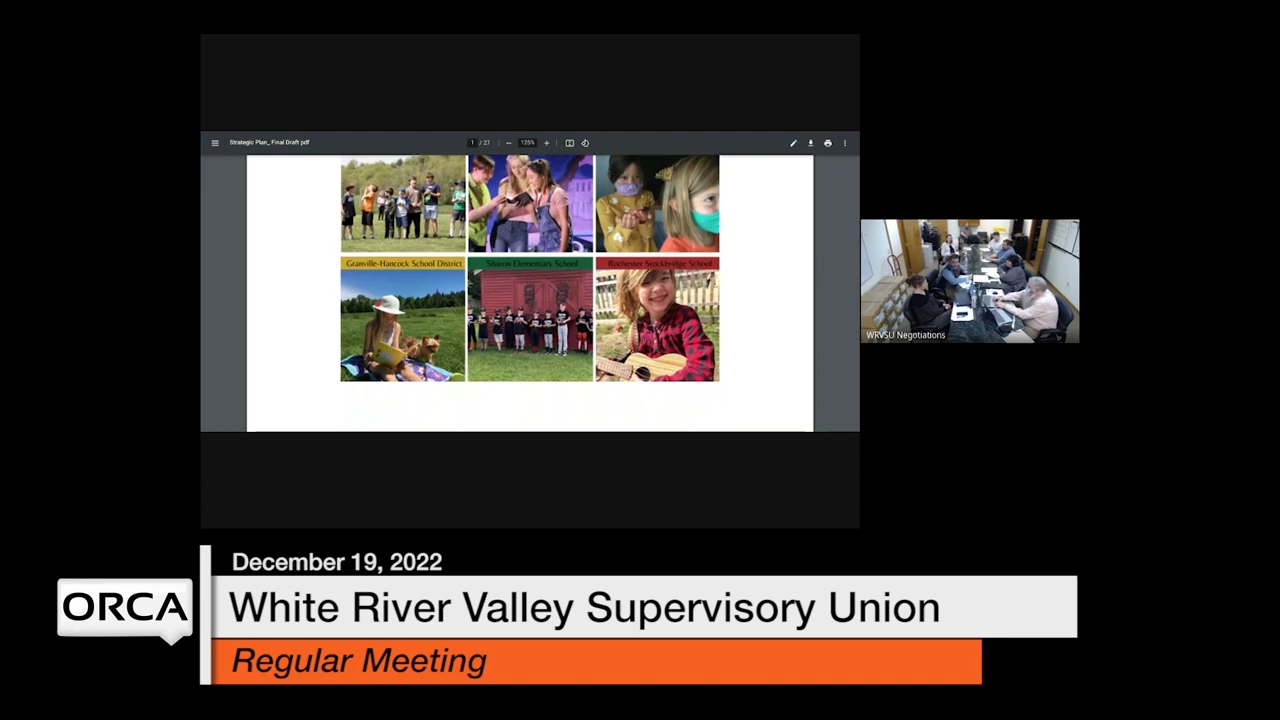 Strategic Plan_ Final Draft pdf
1 / 27
125%
Granville-Hancock School District
Sharon Elementary School
Rochester Stockbridge School
WRVSU Negotiations
December 19, 2022
ORCA
White River Valley Supervisory Union
Regular Meeting